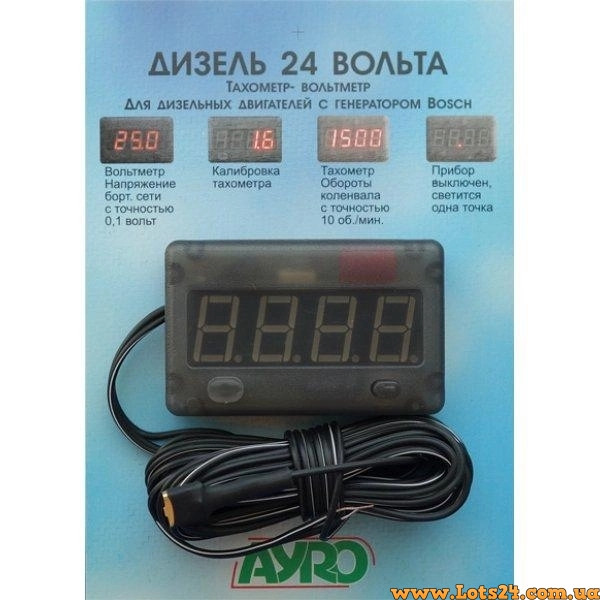 ДИЗЕЛЬ 24 ВОЛЬТА
ТАХОМЕТР- ВОЛЬТМЕТР
ДЛЯ ДИЗЕЛЬНЫХ ДВИГАТЕЛЕЙ С ГЕНЕРАТОРОМ BOSCH
25.0
1.6
1500
Вольтметр
Напряжение
борт. сети
с точностью
0,1 вольт
Калибровка
тахометра
Тахометр
Обороты
коленвала
с точностью
10 об./мин.
Прибор
выключен,
светится
одна точка
AYRO
www.Lots24.com.ua